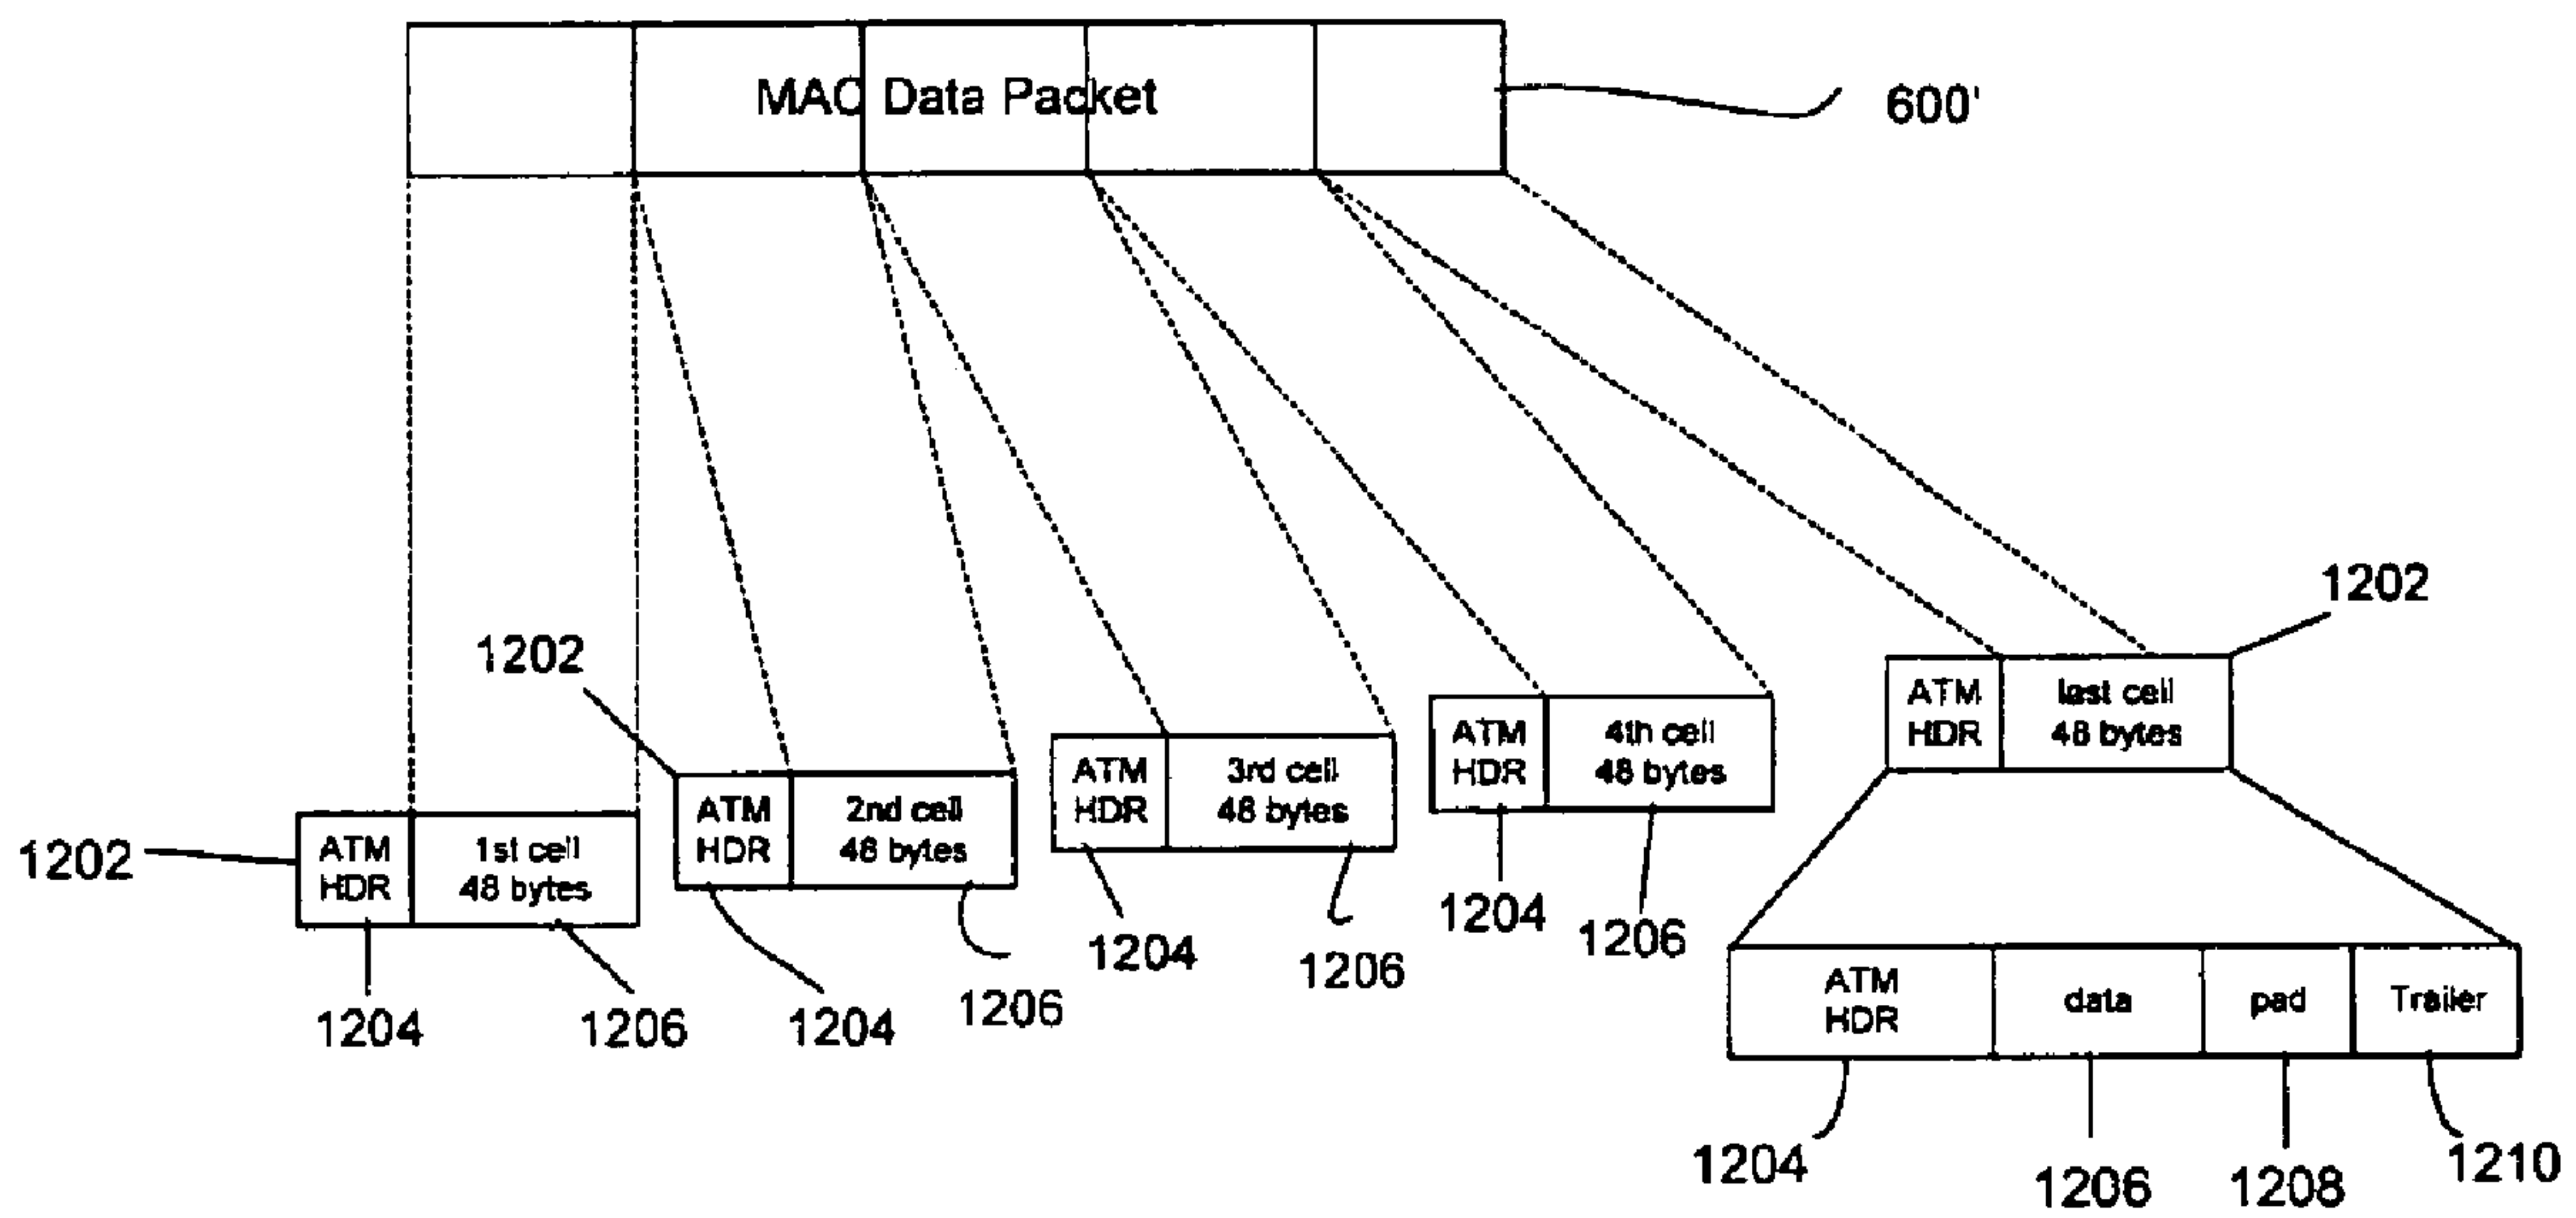 MAC Data Packet
600'
1202
1202
ATM
HDR
last cell
48 bytes
ATM
HDR
4th cell
48 bytes
ATM
HDR
3rd cell
48 bytes
ATM
HDR
2nd cell
48 bytes
1202
ATM
HDR
1st cell
48 bytes
1204
1206
1204
1206
1204
1206
1204
1206
ATM
HDR
data
pad
Trailer
1204
1206
1208
1210